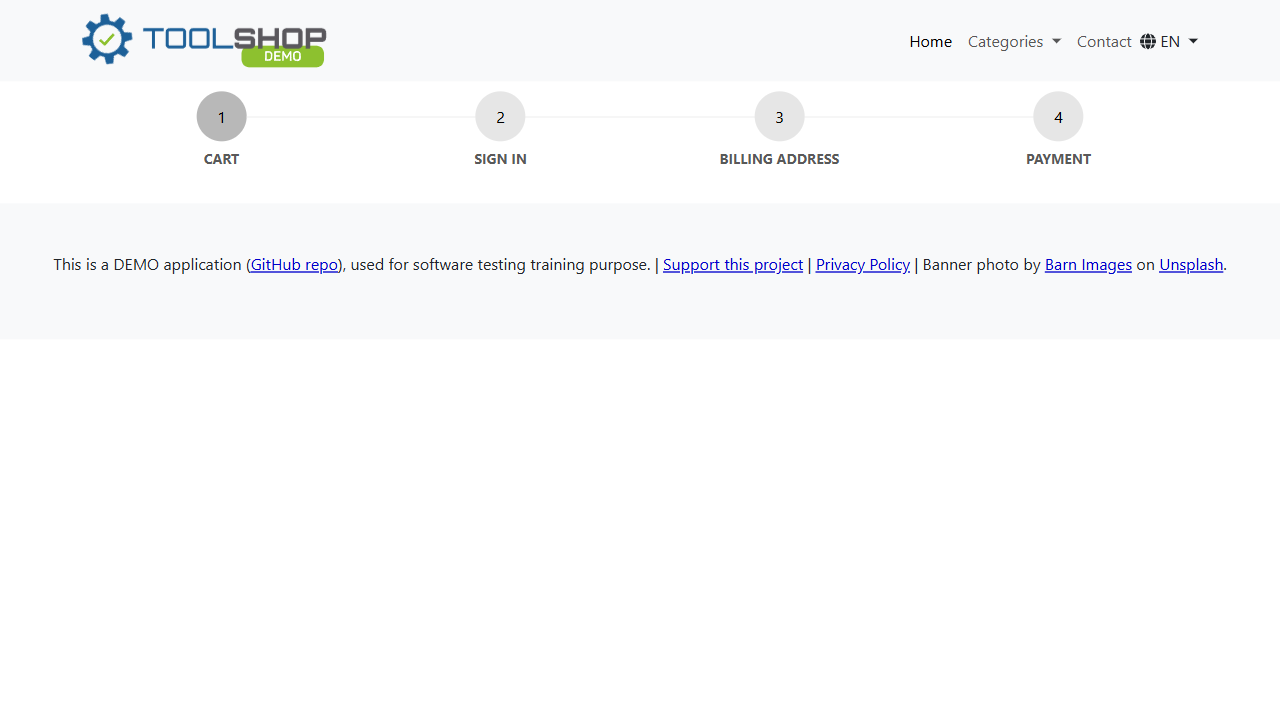 TOOLSHOP
DEMO
Home Categories Contact EN
1 2 3 4
CART SIGN IN BILLING ADDRESS PAYMENT
This is a DEMO application (GitHub repo), used for software testing training purpose. | Support this project | Privacy Policy | Banner photo by Barn Images on Unsplash.